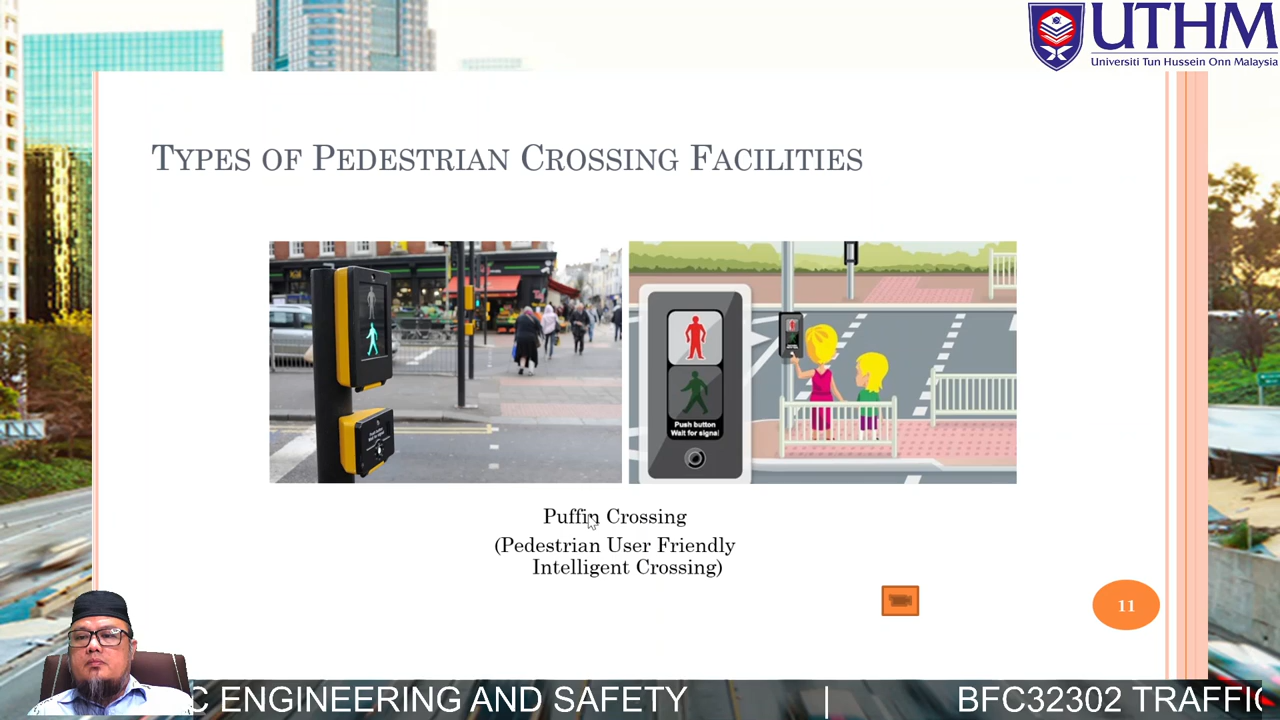 UTHM
Universiti Tun Hussein Onn Malaysia
TYPES OF PEDESTRIAN CROSSING FACILITIES
Push button
Wait for signal
Puffin Crossing
(Pedestrian User Friendly
Intelligent Crossing)
11
C ENGINEERING AND SAFETY | BFC32302 TRAFFIC